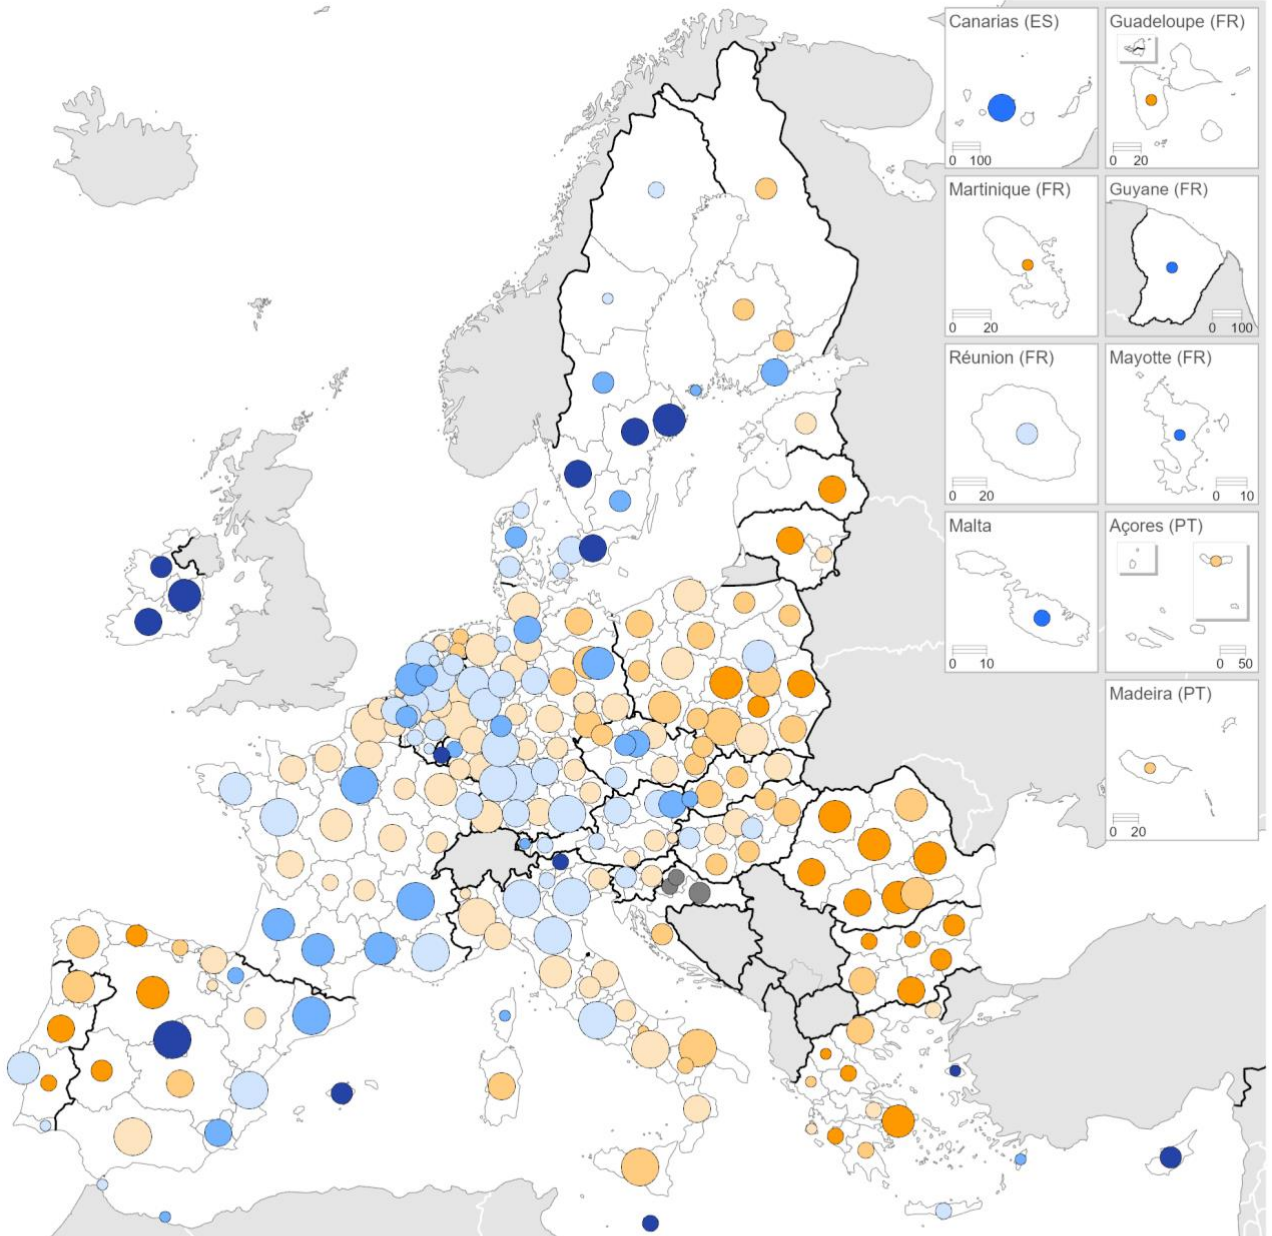 Canarias (ES)
0 100
Guadeloupe (FR)
0 20
Martinique (FR)
0 20
Guyane (FR)
0 100
Réunion (FR)
0 20
Mayotte (FR)
0 10
Malta
0 10
Açores (PT)
0 50
Madeira (PT)
0 20